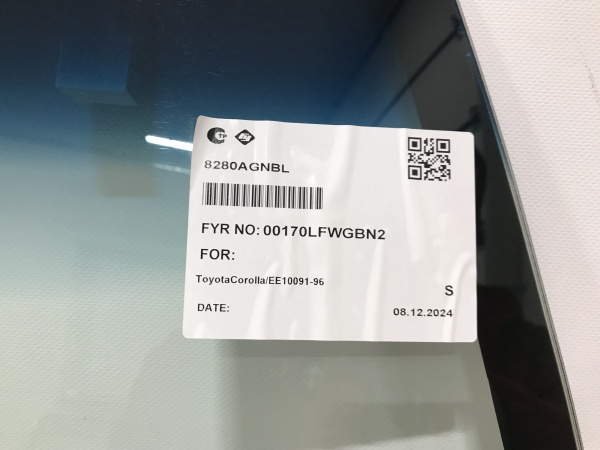 8280AGNBL
FYR NO: 00170LFWGBN2
FOR:
ToyotaCorolla/EE10091-96
S
DATE: 08.12.2024